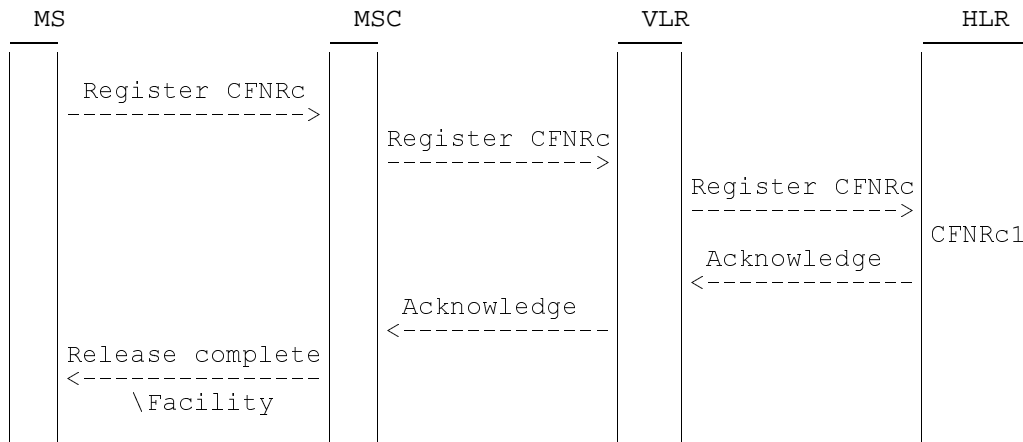 MS MSC VLR HLR
Register CFNRc
--------------->
Register CFNRc
------------->
Register CFNRc
------------->
CFNRc1
Acknowledge
<-------------
Acknowledge
<-------------
Release complete
<---------------
\Facility